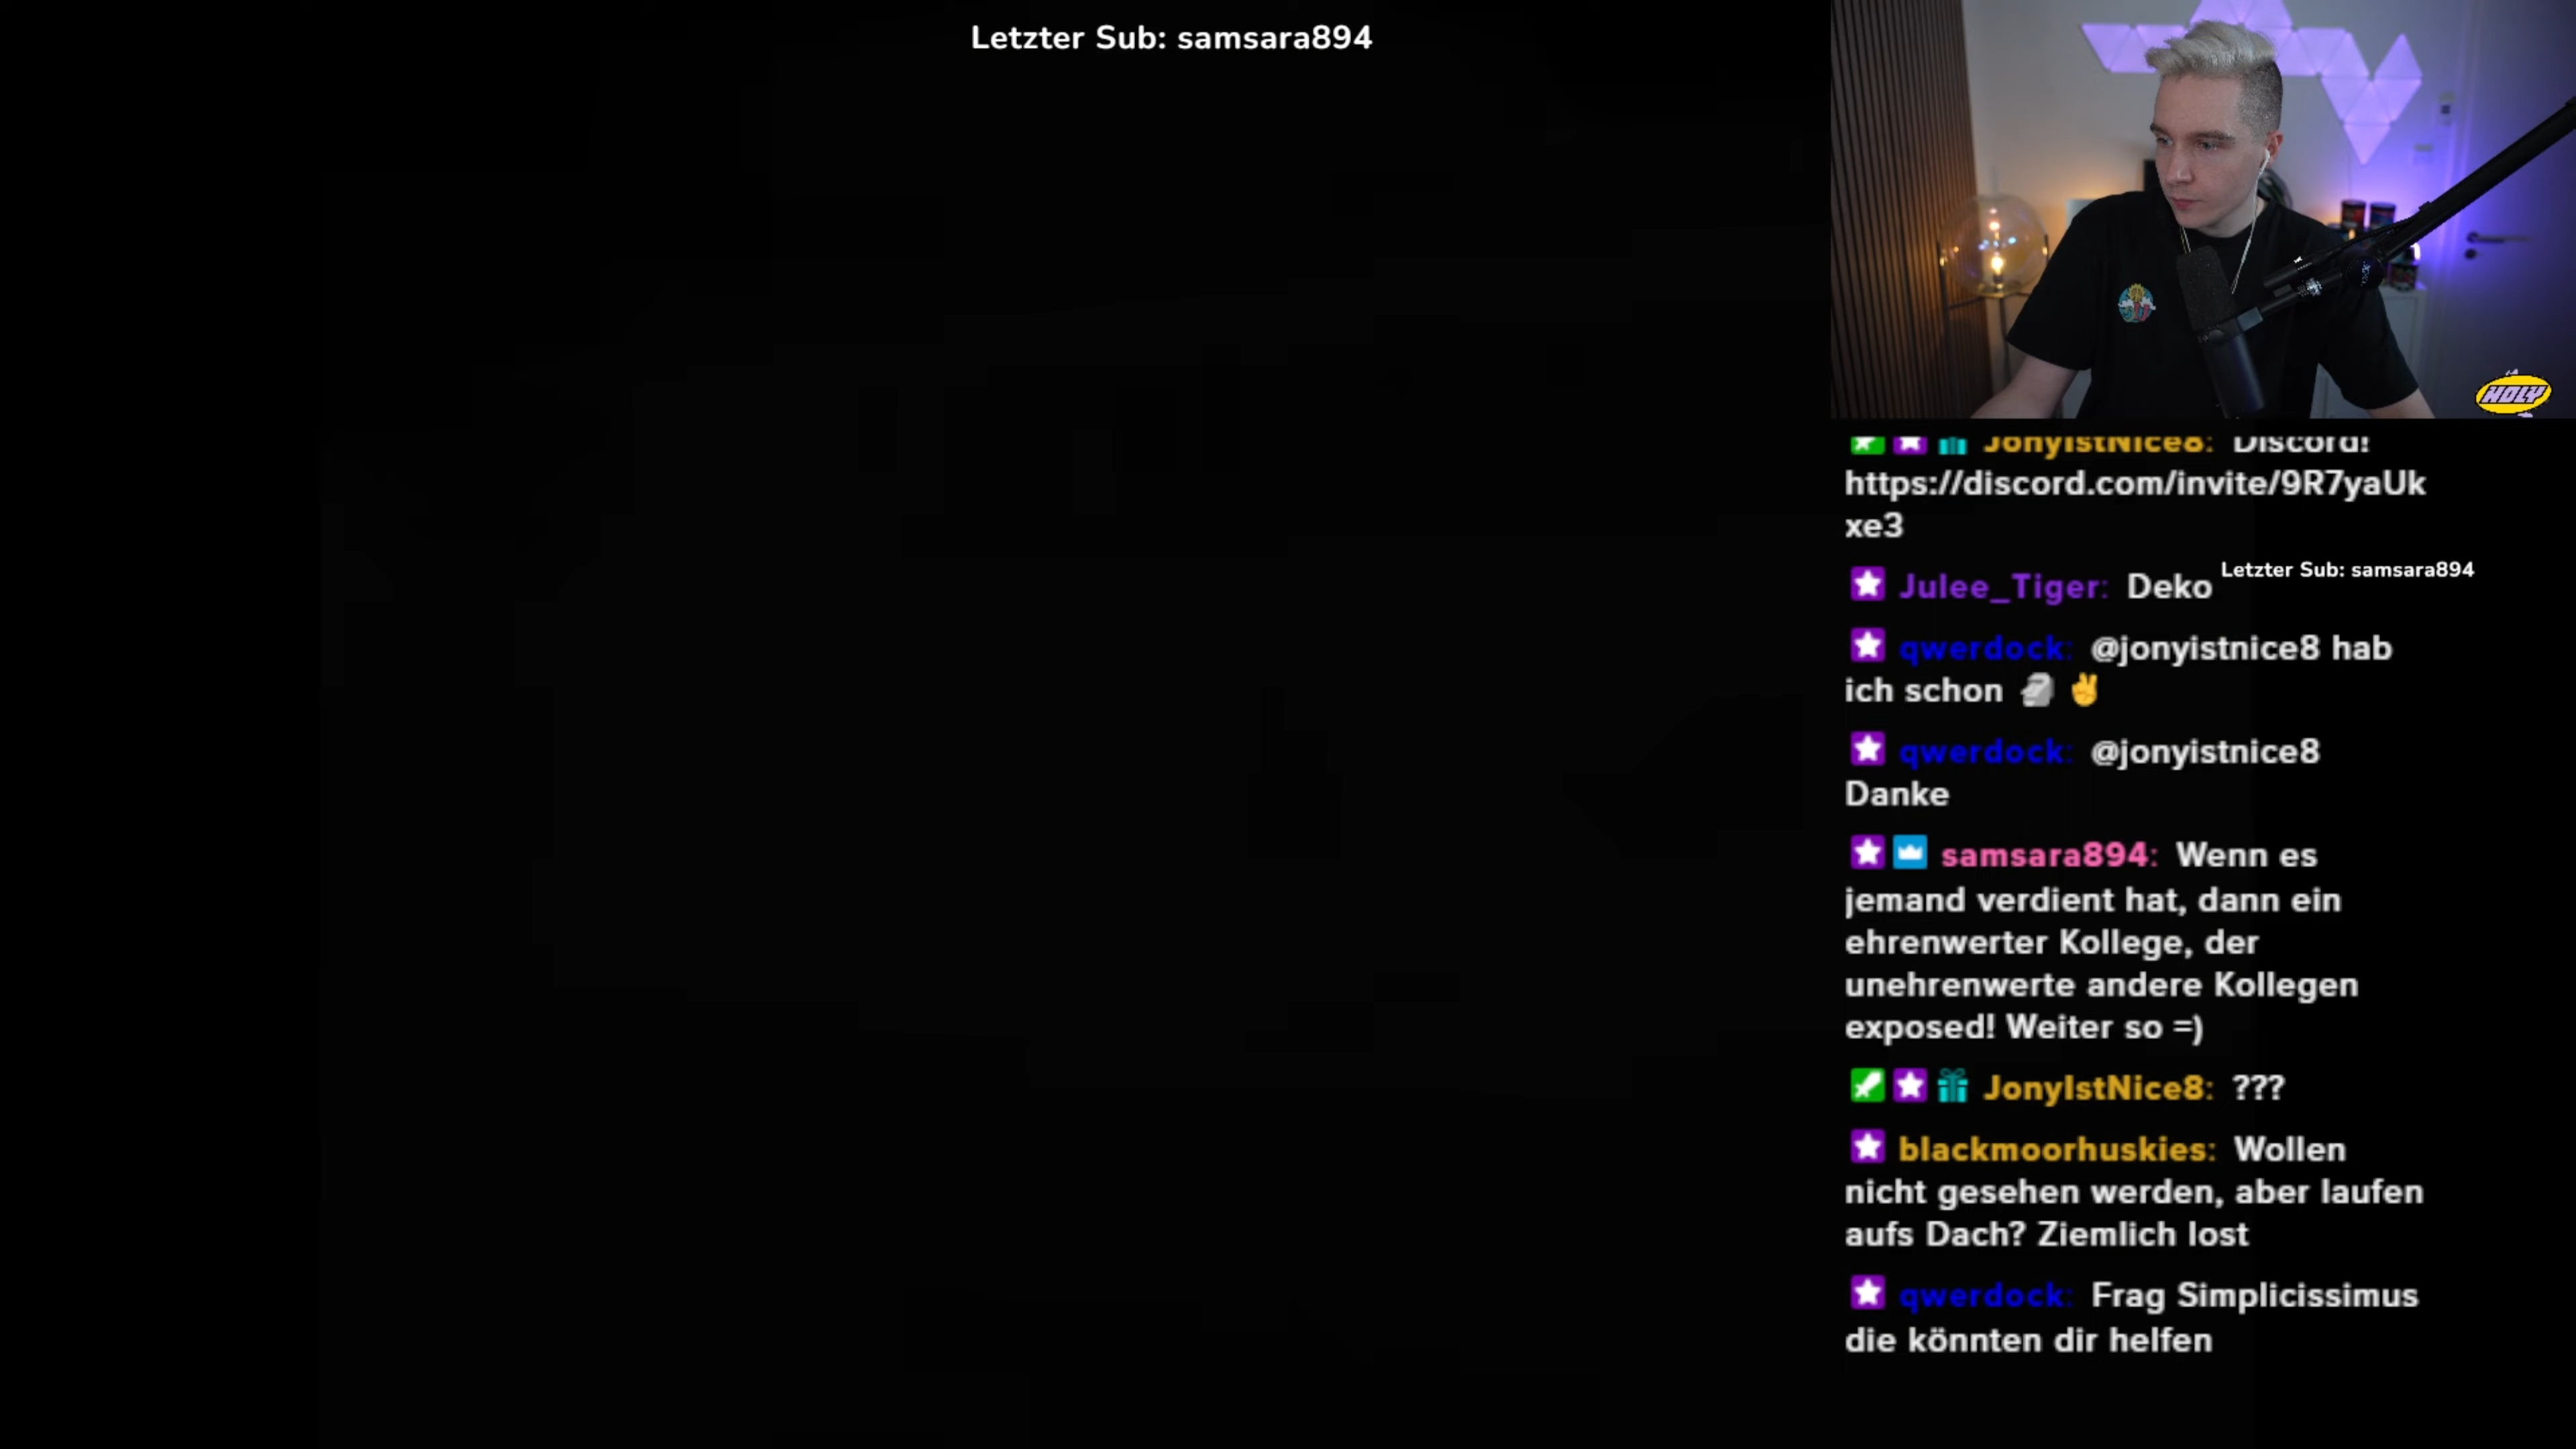 Letzter Sub: samsara894
HOLY
JonyIstNice8: Discord!
https://discord.com/invite/9R7yaUk
xe3
Letzter Sub: samsara894
Julee_Tiger: Deko
qwerdock: @jonyistnice8 hab
ich schon 🗿 ✌
qwerdock: @jonyistnice8
Danke
samsara894: Wenn es
jemand verdient hat, dann ein
ehrenwerter Kollege, der
unehrenwerte andere Kollegen
exposed! Weiter so =)
JonyIstNice8: ???
blackmoorhuskies: Wollen
nicht gesehen werden, aber laufen
aufs Dach? Ziemlich lost
qwerdock: Frag Simplicissimus
die könnten dir helfen